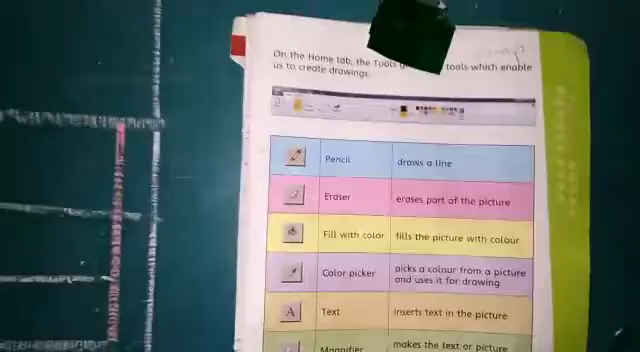 On the Home tab, the Tools tools which enable
us to create drawings.
Pencil draws a line
Eraser erases part of the picture
Fill with color fills the picture with colour
Color picker picks a colour from a picture
and uses it for drawing
A Text inserts text in the picture
Magnifier makes the text or picture